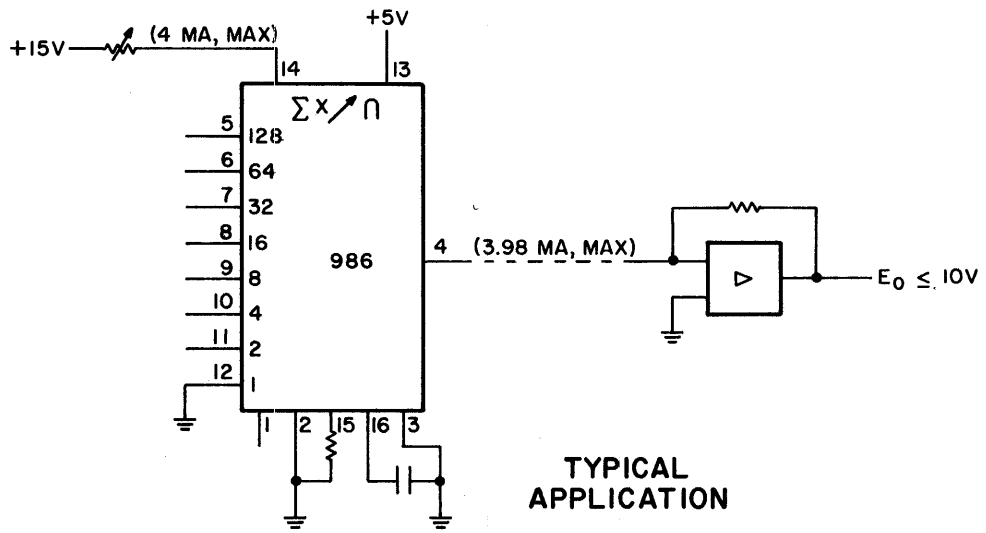 +5V
+15V (4 MA, MAX)
14 13
Σ X ∩
5 128
6 64
7 32
8 16
9 8
10 4
11 2
12 1
986
4 (3.98 MA, MAX)
E₀ ≤ 10V
1 2 15 16 3
TYPICAL
APPLICATION